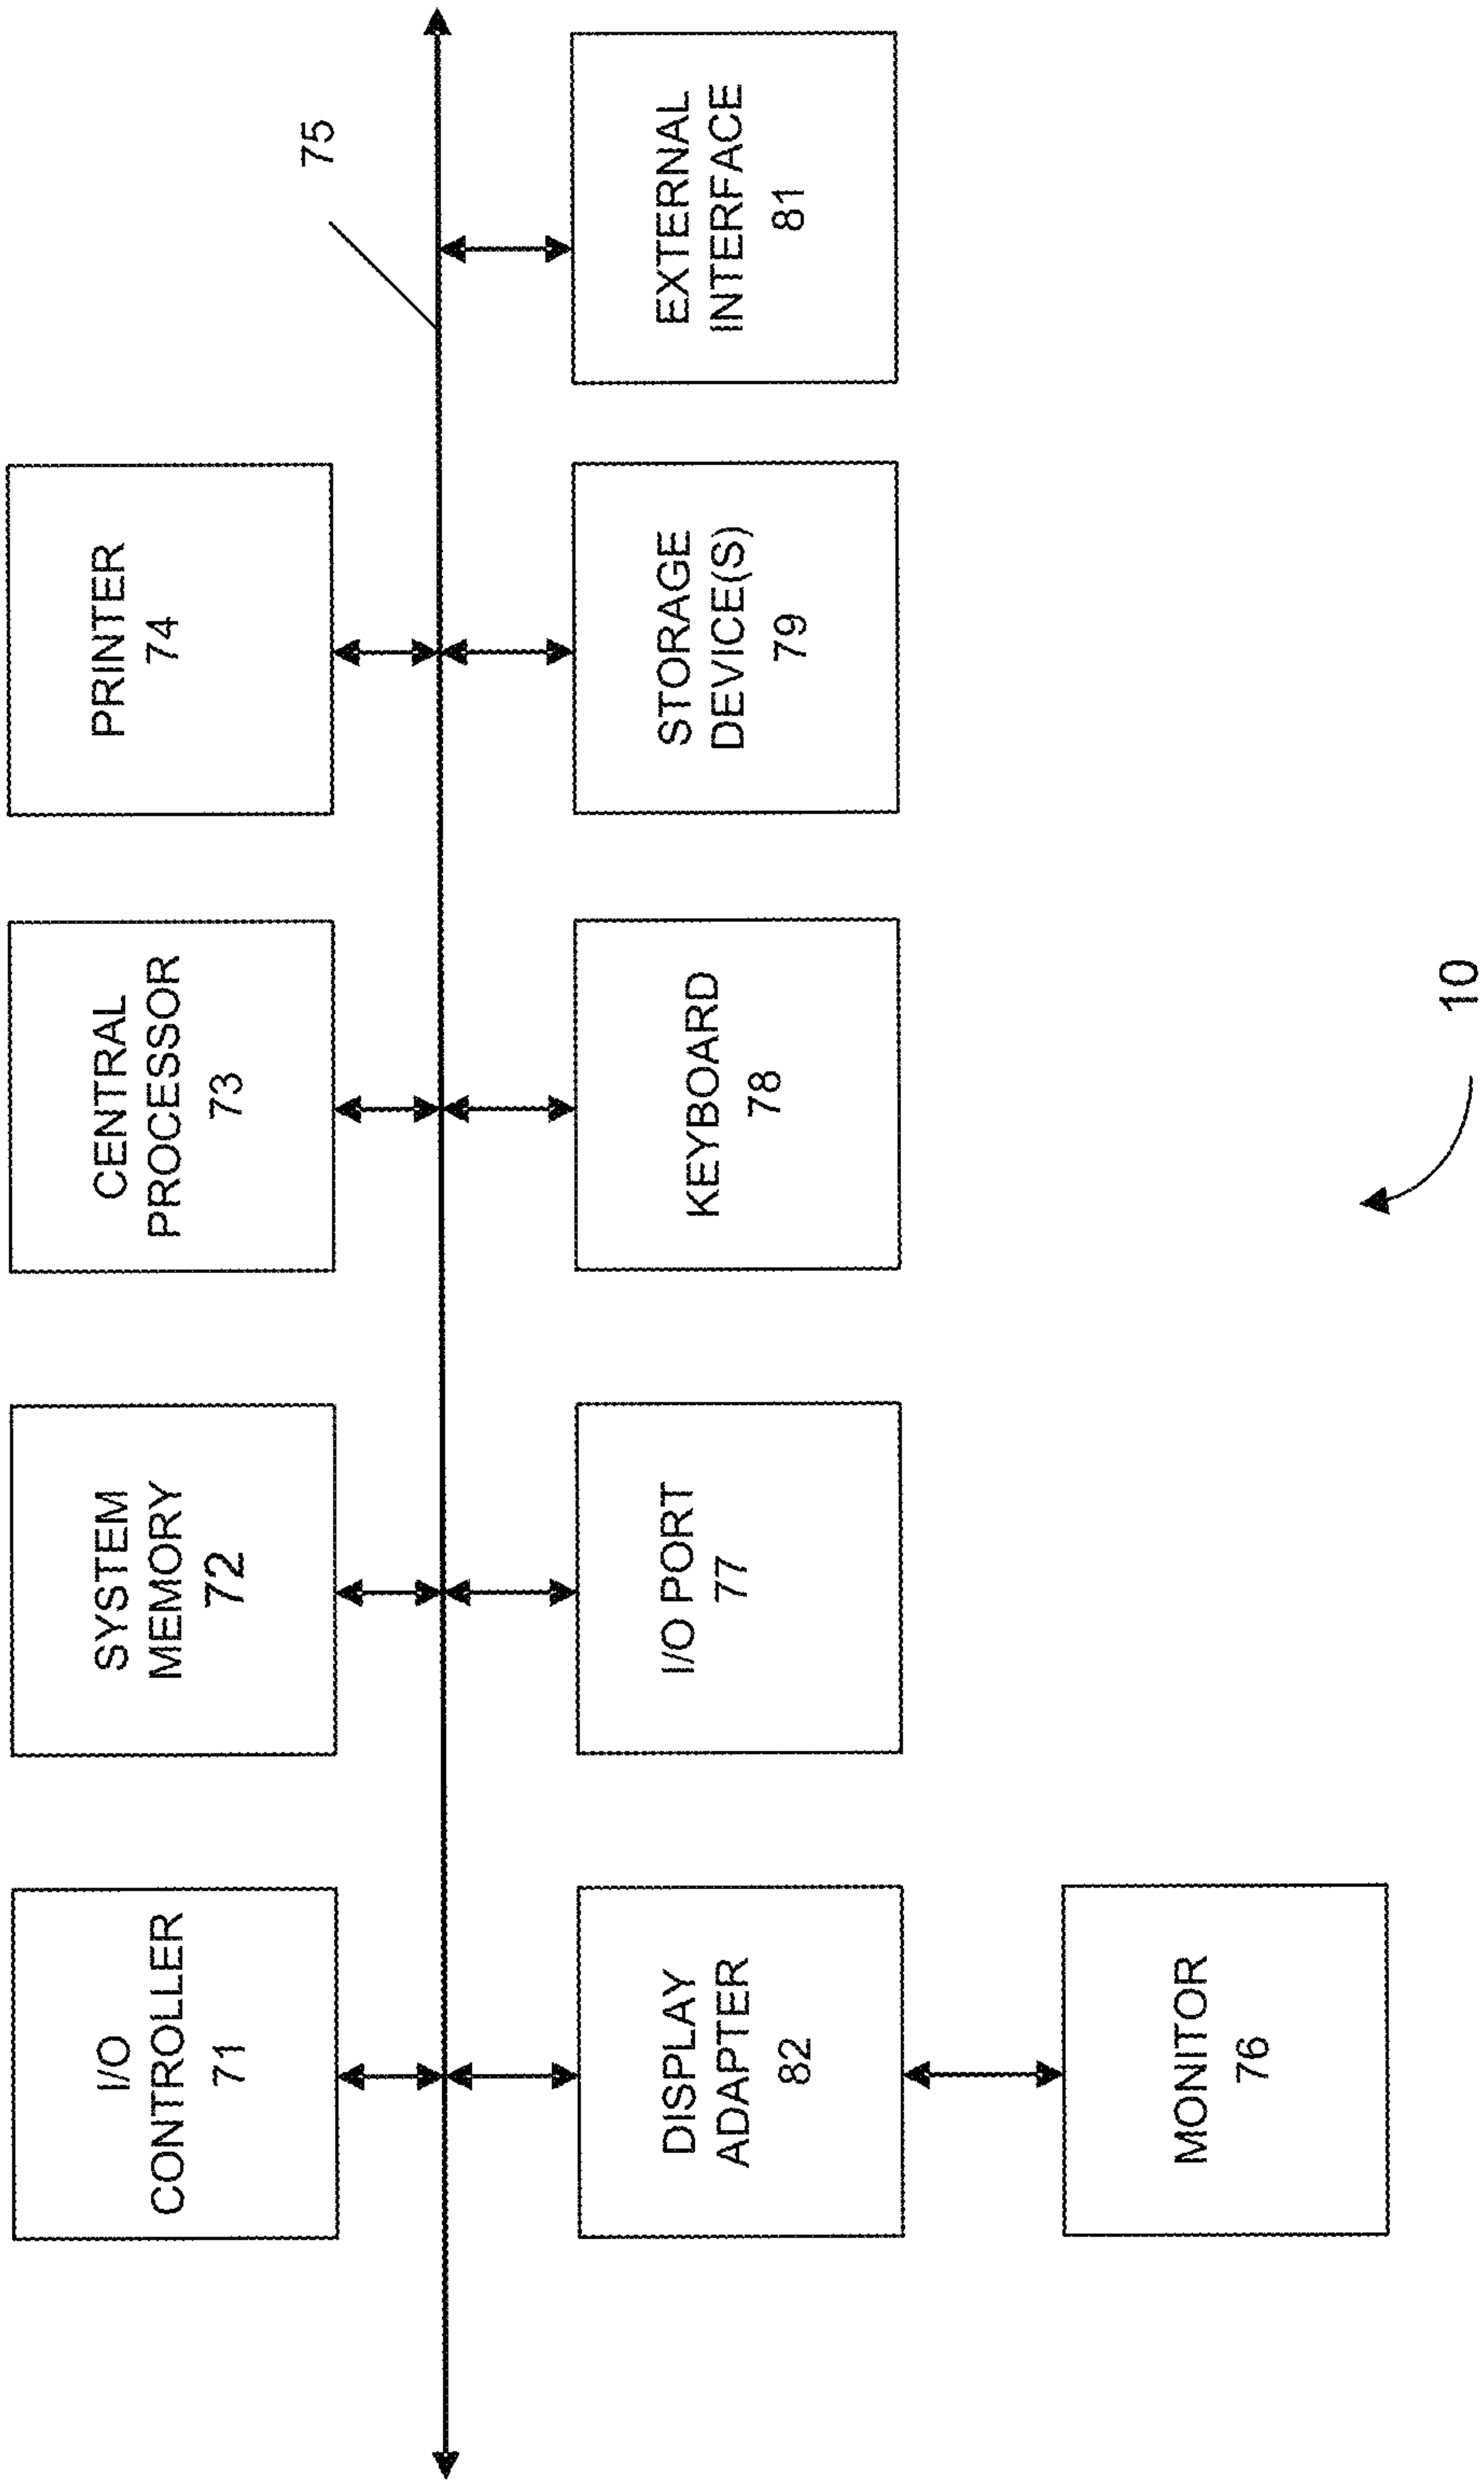 I/O
CONTROLLER
71
SYSTEM
MEMORY
72
CENTRAL
PROCESSOR
73
PRINTER
74
75
DISPLAY
ADAPTER
82
I/O PORT
77
KEYBOARD
78
STORAGE
DEVICE(S)
79
EXTERNAL
INTERFACE
81
MONITOR
76
10